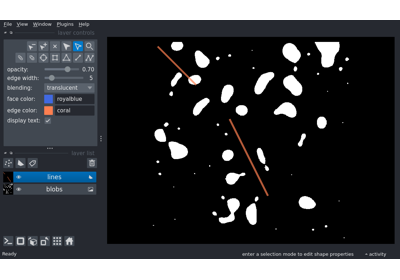 File View Window Plugins Help
layer controls
opacity: 0.70
edge width: 5
blending: translucent
face color: royalblue
edge color: coral
display text:
layer list
lines
blobs
Ready enter a selection mode to edit shape properties activity